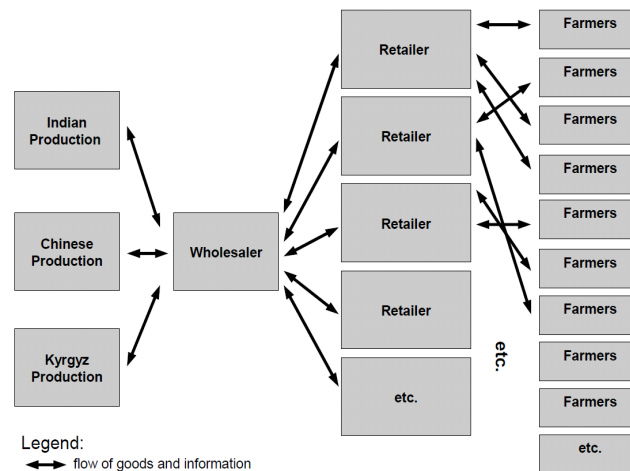 Indian
Production
Chinese
Production
Kyrgyz
Production
Wholesaler
Retailer
Retailer
Retailer
Retailer
etc.
etc.
Farmers
Farmers
Farmers
Farmers
Farmers
Farmers
Farmers
Farmers
Farmers
etc.
Legend:
flow of goods and information